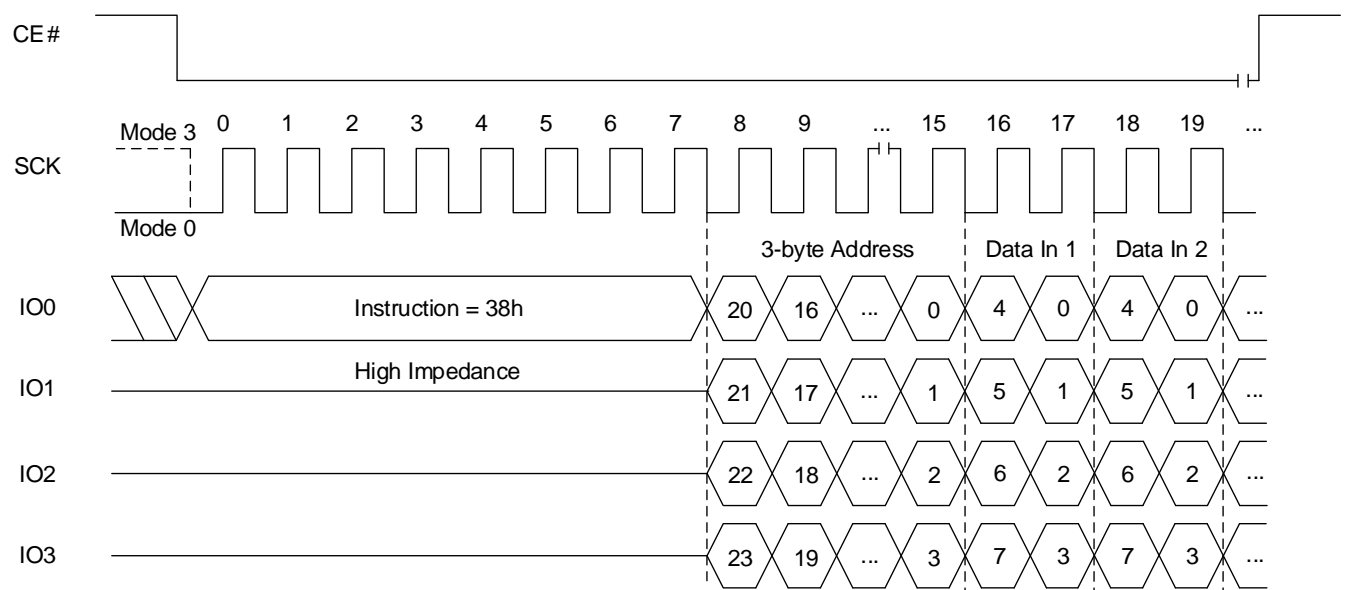 CE#
Mode 3 0 1 2 3 4 5 6 7 8 9 ... 15 16 17 18 19 ...
SCK
Mode 0
3-byte Address Data In 1 Data In 2
IO0 Instruction = 38h 20 16 ... 0 4 0 4 0 ...
High Impedance
IO1 21 17 ... 1 5 1 5 1 ...
IO2 22 18 ... 2 6 2 6 2 ...
IO3 23 19 ... 3 7 3 7 3 ...